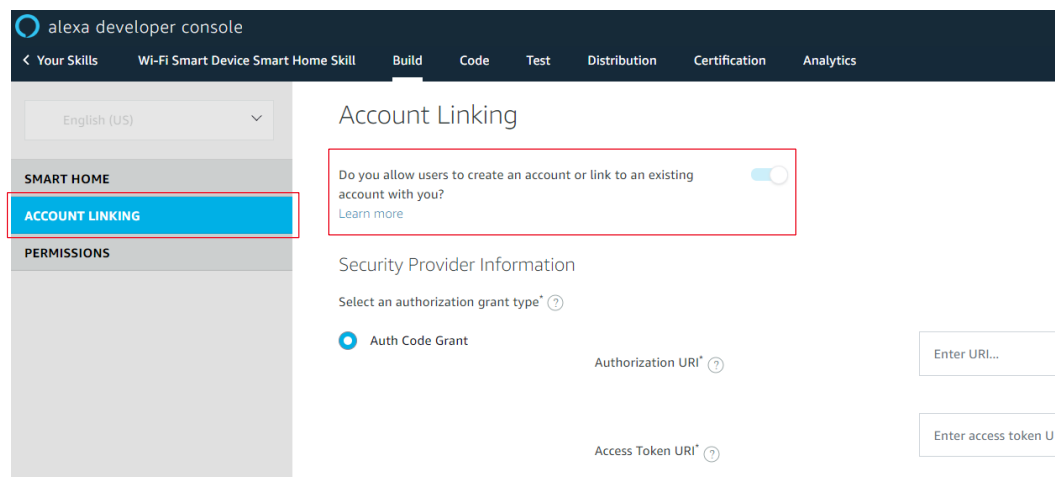 alexa developer console
Your Skills
Wi-Fi Smart Device Smart Home Skill
Build
Code
Test
Distribution
Certification
Analytics
English (US)
SMART HOME
ACCOUNT LINKING
PERMISSIONS
Account Linking
Do you allow users to create an account or link to an existing
account with you?
Learn more
Security Provider Information
Select an authorization grant type* ?
Auth Code Grant
Authorization URI* ?
Enter URI...
Access Token URI* ?
Enter access token U